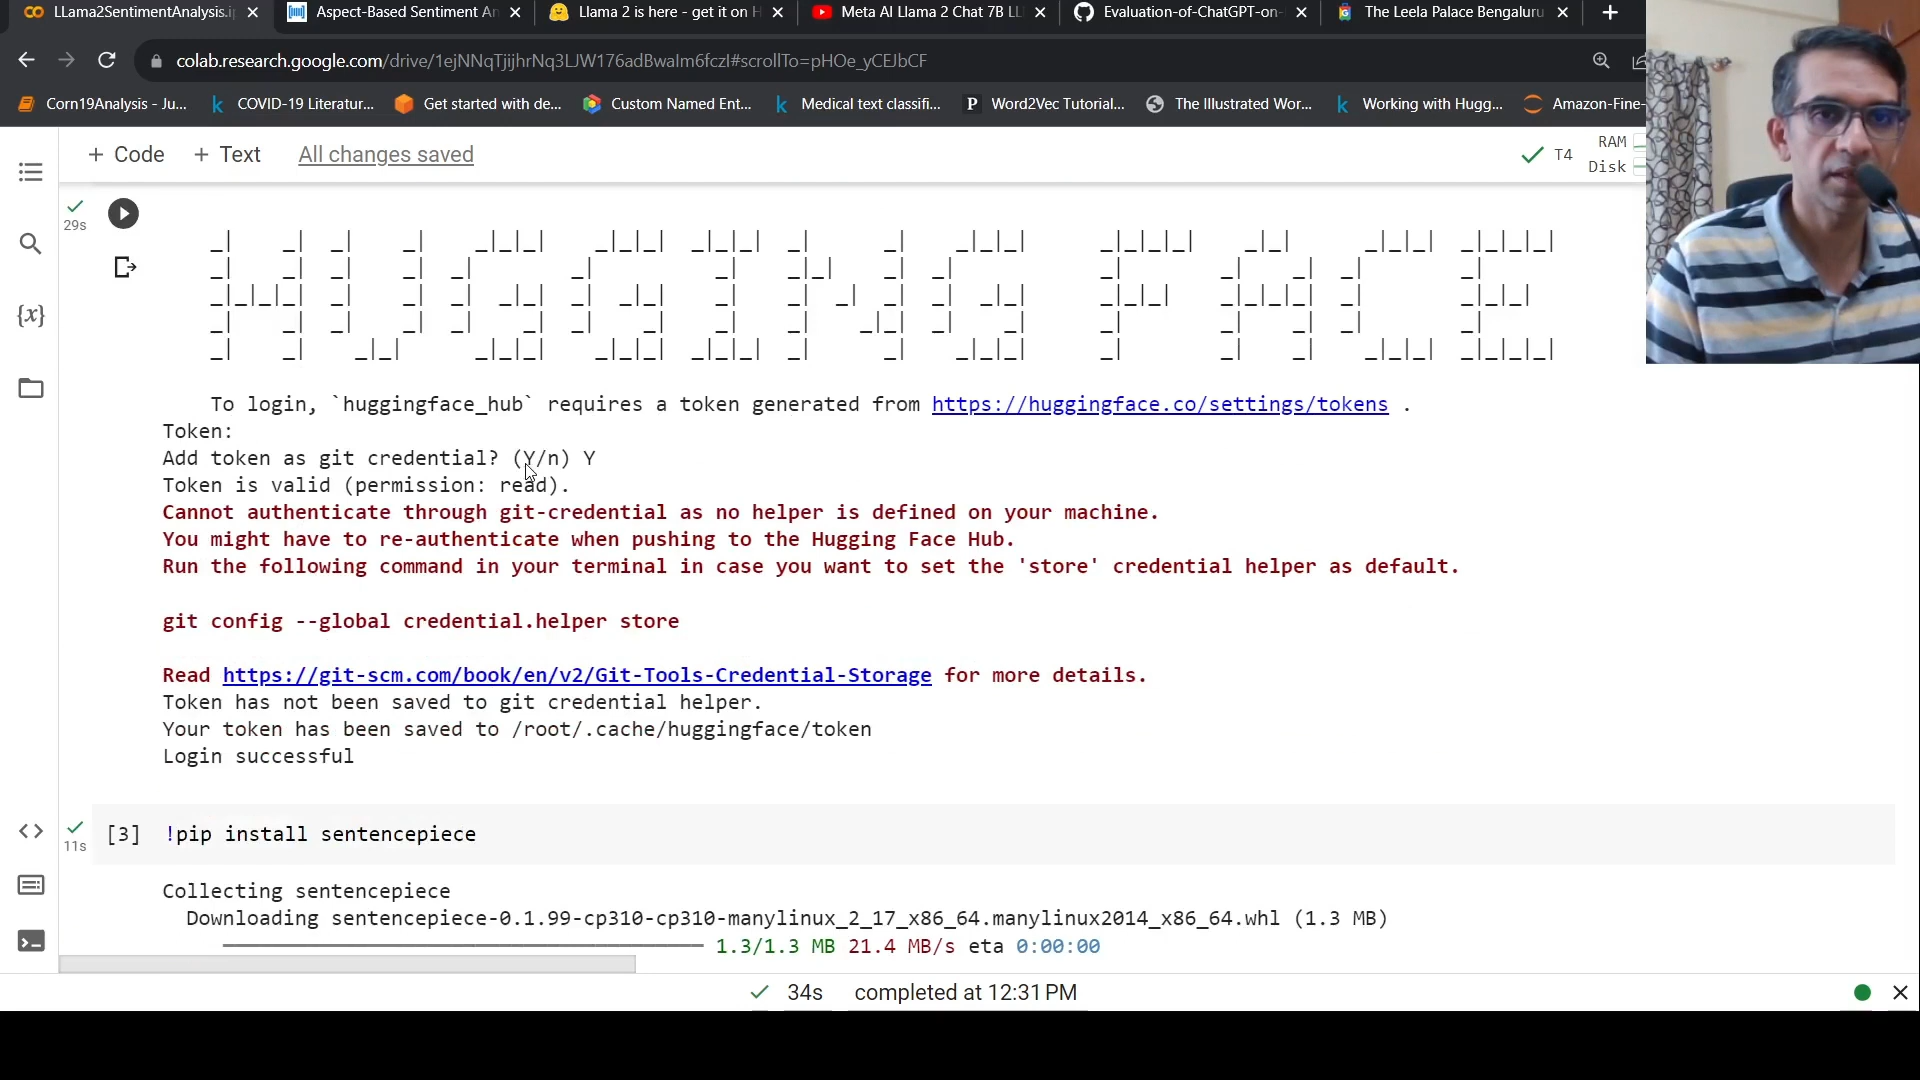 LLama2SentimentAnalysis.i
Aspect-Based Sentiment An
Llama 2 is here - get it on H
Meta AI Llama 2 Chat 7B LL
Evaluation-of-ChatGPT-on-
The Leela Palace Bengaluru
colab.research.google.com/drive/1ejNNqTjijhrNq3LJW176adBwaIm6fczI#scrollTo=pHOe_yCEJbCF
Corn19Analysis - Ju...
COVID-19 Literatur...
Get started with de...
Custom Named Ent...
Medical text classifi...
Word2Vec Tutorial...
The Illustrated Wor...
Working with Hugg...
Amazon-Fine-
+ Code + Text All changes saved
T4
RAM
Disk
29s
HUGGING FACE
To login, `huggingface_hub` requires a token generated from https://huggingface.co/settings/tokens .
Token:
Add token as git credential? (Y/n) Y
Token is valid (permission: read).
Cannot authenticate through git-credential as no helper is defined on your machine.
You might have to re-authenticate when pushing to the Hugging Face Hub.
Run the following command in your terminal in case you want to set the 'store' credential helper as default.
git config --global credential.helper store
Read https://git-scm.com/book/en/v2/Git-Tools-Credential-Storage for more details.
Token has not been saved to git credential helper.
Your token has been saved to /root/.cache/huggingface/token
Login successful
11s
[3] !pip install sentencepiece
Collecting sentencepiece
Downloading sentencepiece-0.1.99-cp310-cp310-manylinux_2_17_x86_64.manylinux2014_x86_64.whl (1.3 MB)
1.3/1.3 MB 21.4 MB/s eta 0:00:00
34s completed at 12:31 PM